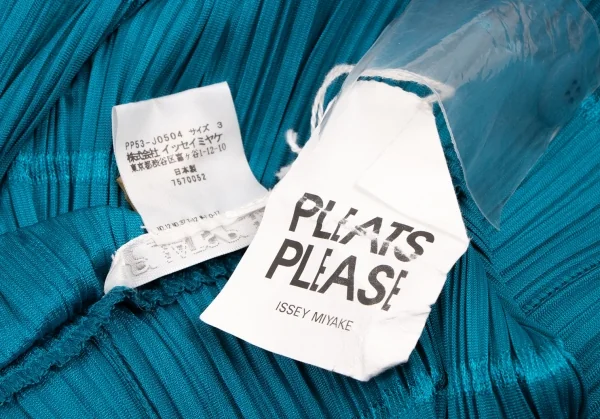 PP53-J0504 サイズ 3
株式会社 イッセイミヤケ
東京都渋谷区富ヶ谷1-12-10
日本製
7570052
PLEATS
PLEASE
ISSEY MIYAKE